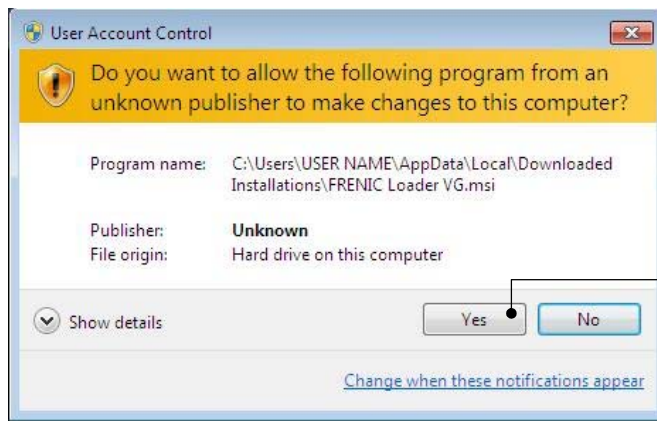 User Account Control
Do you want to allow the following program from an
unknown publisher to make changes to this computer?
Program name: C:\Users\USER NAME\AppData\Local\Downloaded
Installations\FRENIC Loader VG.msi
Publisher: Unknown
File origin: Hard drive on this computer
Show details
Yes No
Change when these notifications appear